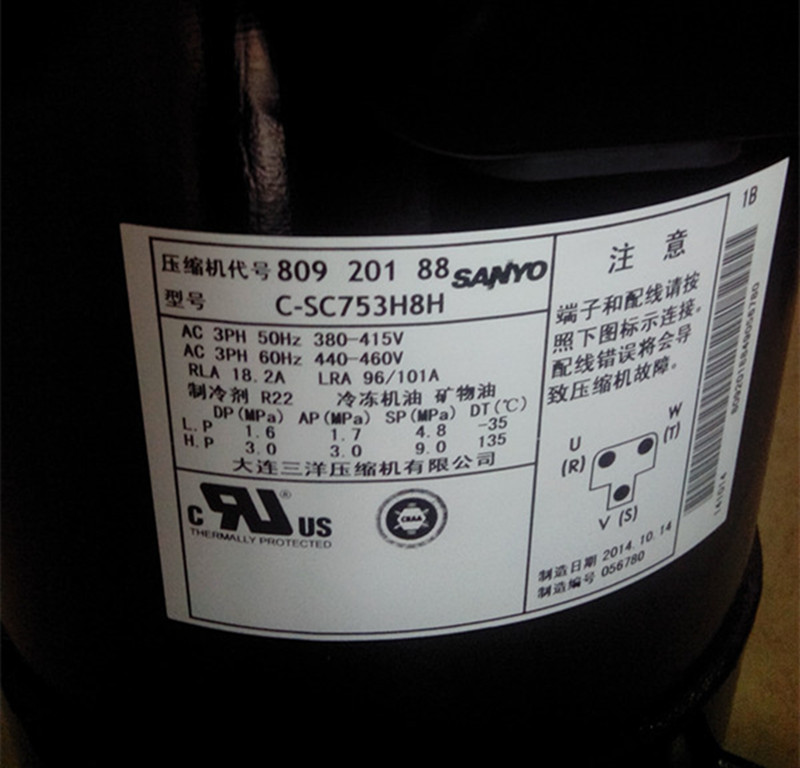 压缩机代号 809 201 88 SANYO
型号 C-SC753H8H
AC 3PH 50Hz 380-415V
AC 3PH 60Hz 440-460V
RLA 18.2A LRA 96/101A
制冷剂 R22 冷冻机油 矿物油
DP(MPa) AP(MPa) SP(MPa) DT(℃)
L.P 1.6 1.7 4.8 -35
H.P 3.0 3.0 9.0 135
大连三洋压缩机有限公司
C RU ® US
THERMALLY PROTECTED
CRAA
注 意
端子和配线请按
照下图标示连接。
配线错误将会导
致压缩机故障。
U
(R)
W
(T)
V (S)
制造日期 2014.10.14
制造编号 056780
1B
141014